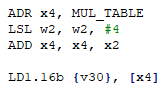 ADR x4, MUL_TABLE
LSL w2, w2, #4
ADD x4, x4, x2
LD1.16b {v30}, [x4]